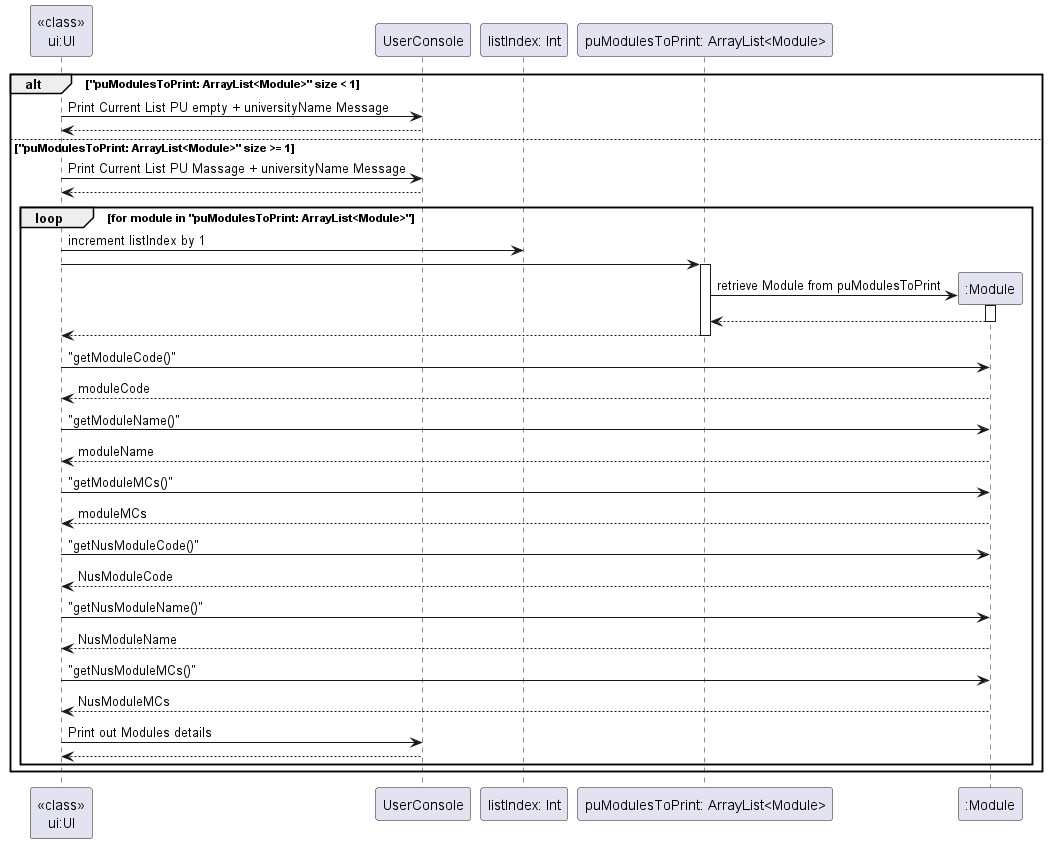 «class»
ui:UI
UserConsole
listIndex: Int
puModulesToPrint: ArrayList<Module>
alt
["puModulesToPrint: ArrayList<Module>" size < 1]
Print Current List PU empty + universityName Message
["puModulesToPrint: ArrayList<Module>" size >= 1]
Print Current List PU Massage + universityName Message
loop
[for module in "puModulesToPrint: ArrayList<Module>"]
increment listIndex by 1
retrieve Module from puModulesToPrint
:Module
"getModuleCode()"
moduleCode
"getModuleName()"
moduleName
"getModuleMCs()"
moduleMCs
"getNusModuleCode()"
NusModuleCode
"getNusModuleName()"
NusModuleName
"getNusModuleMCs()"
NusModuleMCs
Print out Modules details
«class»
ui:UI
UserConsole
listIndex: Int
puModulesToPrint: ArrayList<Module>
:Module